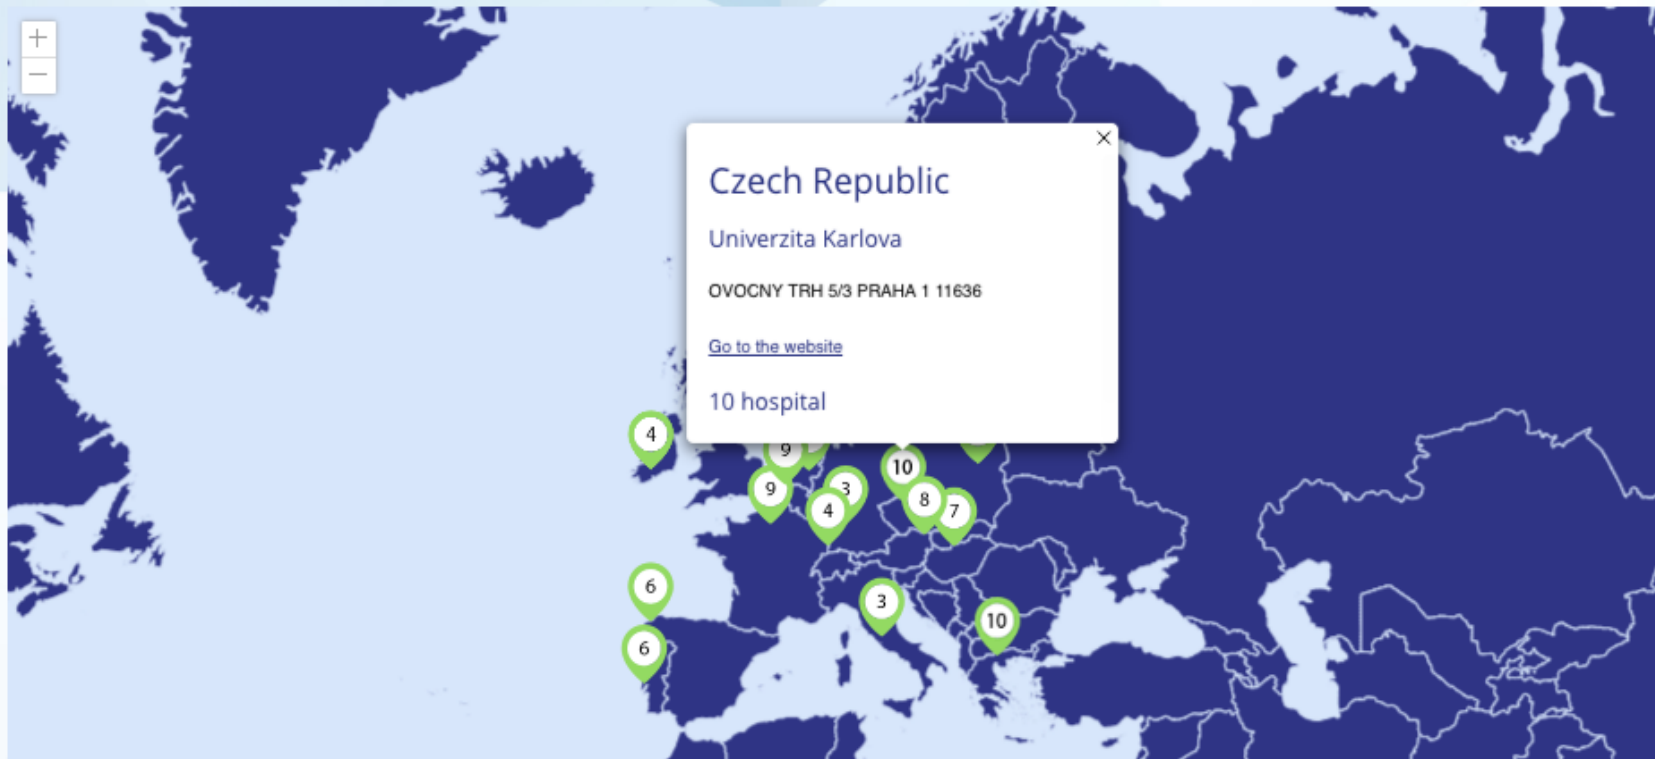 +
−
Czech Republic
Univerzita Karlova
OVOCNY TRH 5/3 PRAHA 1 11636
Go to the website
10 hospital
4
9
10
9
3
4
8
7
6
3
10
6